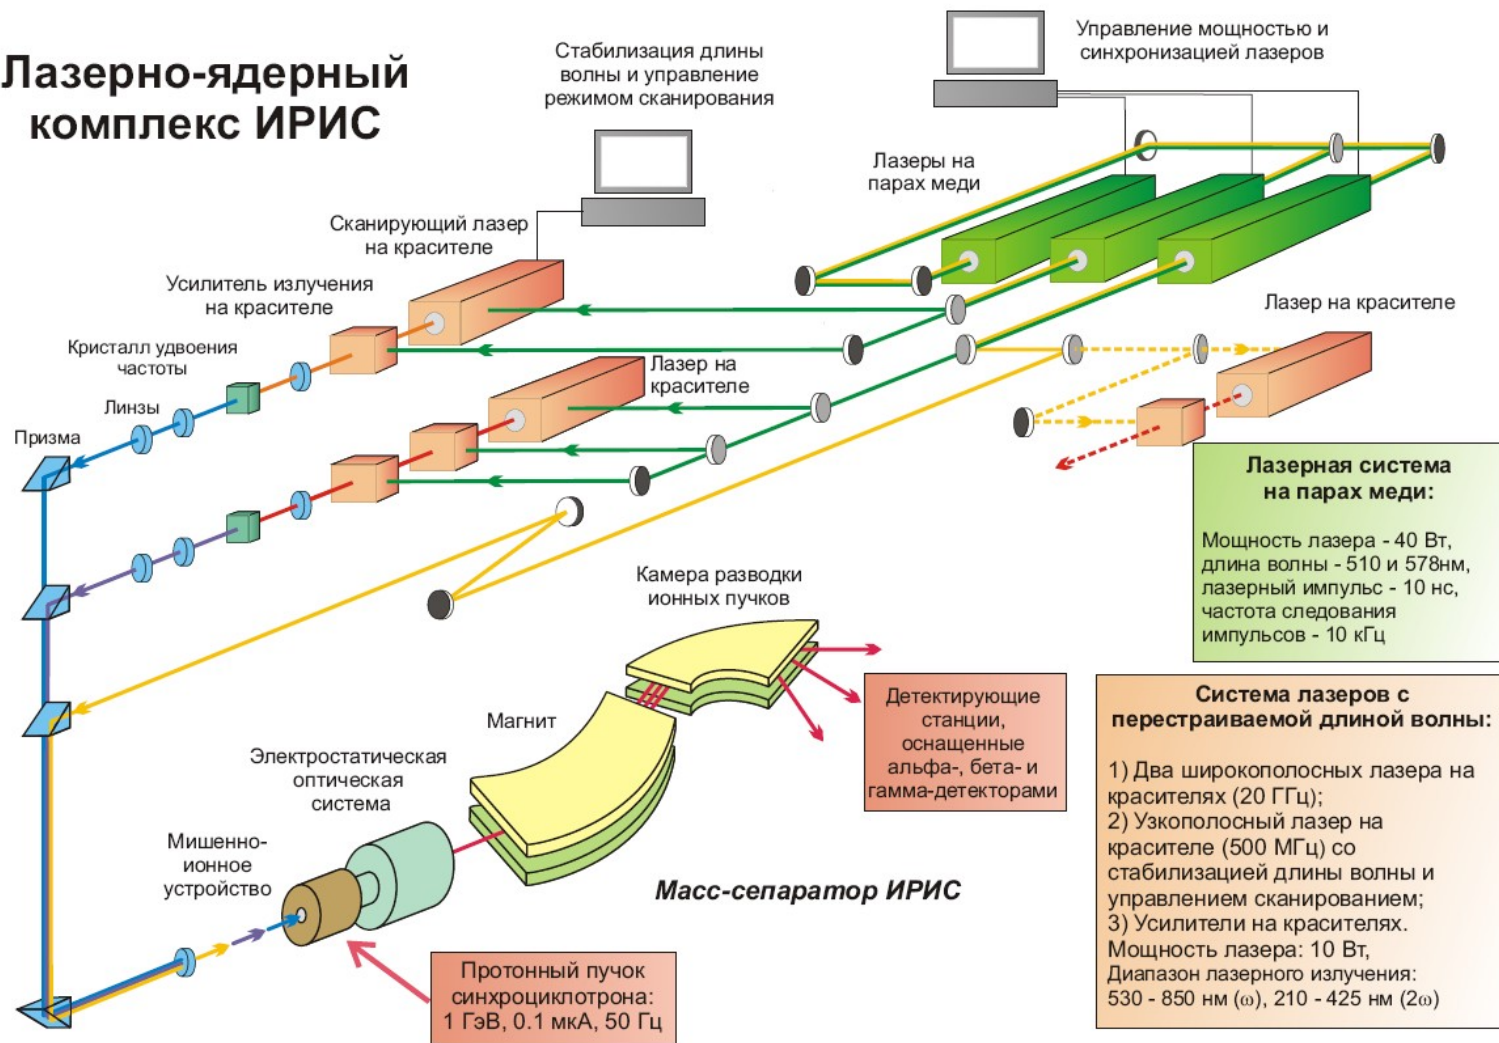 Лазерно-ядерный
комплекс ИРИС
Стабилизация длины
волны и управление
режимом сканирования
Управление мощностью и
синхронизацией лазеров
Лазеры на
парах меди
Сканирующий лазер
на красителе
Усилитель излучения
на красителе
Лазер на красителе
Кристалл удвоения
частоты
Лазер на
красителе
Линзы
Призма
Лазерная система
на парах меди:
Мощность лазера - 40 Вт,
длина волны - 510 и 578нм,
лазерный импульс - 10 нс,
частота следования
импульсов - 10 кГц
Камера разводки
ионных пучков
Магнит
Детектирующие
станции,
оснащенные
альфа-, бета- и
гамма-детекторами
Система лазеров с
перестраиваемой длиной волны:
1) Два широкополосных лазера на
красителях (20 ГГц);
2) Узкополосный лазер на
красителе (500 МГц) со
стабилизацией длины волны и
управлением сканированием;
3) Усилители на красителях.
Мощность лазера: 10 Вт,
Диапазон лазерного излучения:
530 - 850 нм (ω), 210 - 425 нм (2ω)
Электростатическая
оптическая
система
Мишенно-
ионное
устройство
Масс-сепаратор ИРИС
Протонный пучок
синхроциклотрона:
1 ГэВ, 0.1 мкА, 50 Гц